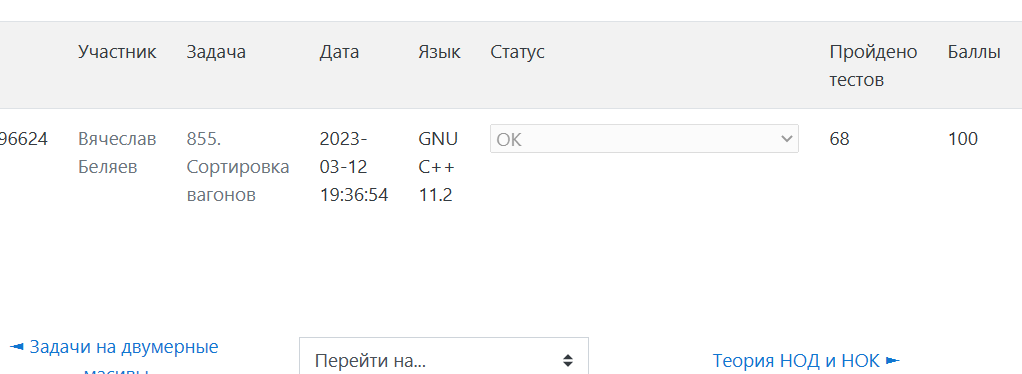 Участник Задача Дата Язык Статус Пройдено Баллы
тестов
96624 Вячеслав 855. 2023- GNU OK 68 100
Беляев Сортировка 03-12 C++
вагонов 19:36:54 11.2
◄ Задачи на двумерные
масивы
Перейти на...
Теория НОД и НОК ►